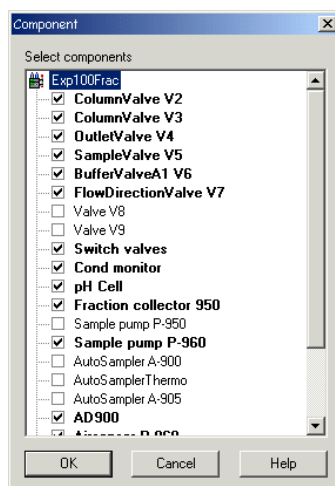 Component
Select components
Exp100Frac
ColumnValve V2
ColumnValve V3
OutletValve V4
SampleValve V5
BufferValveA1 V6
FlowDirectionValve V7
Valve V8
Valve V9
Switch valves
Cond monitor
pH Cell
Fraction collector 950
Sample pump P-950
Sample pump P-960
AutoSampler A-900
AutoSamplerThermo
AutoSampler A-905
AD900
OK Cancel Help